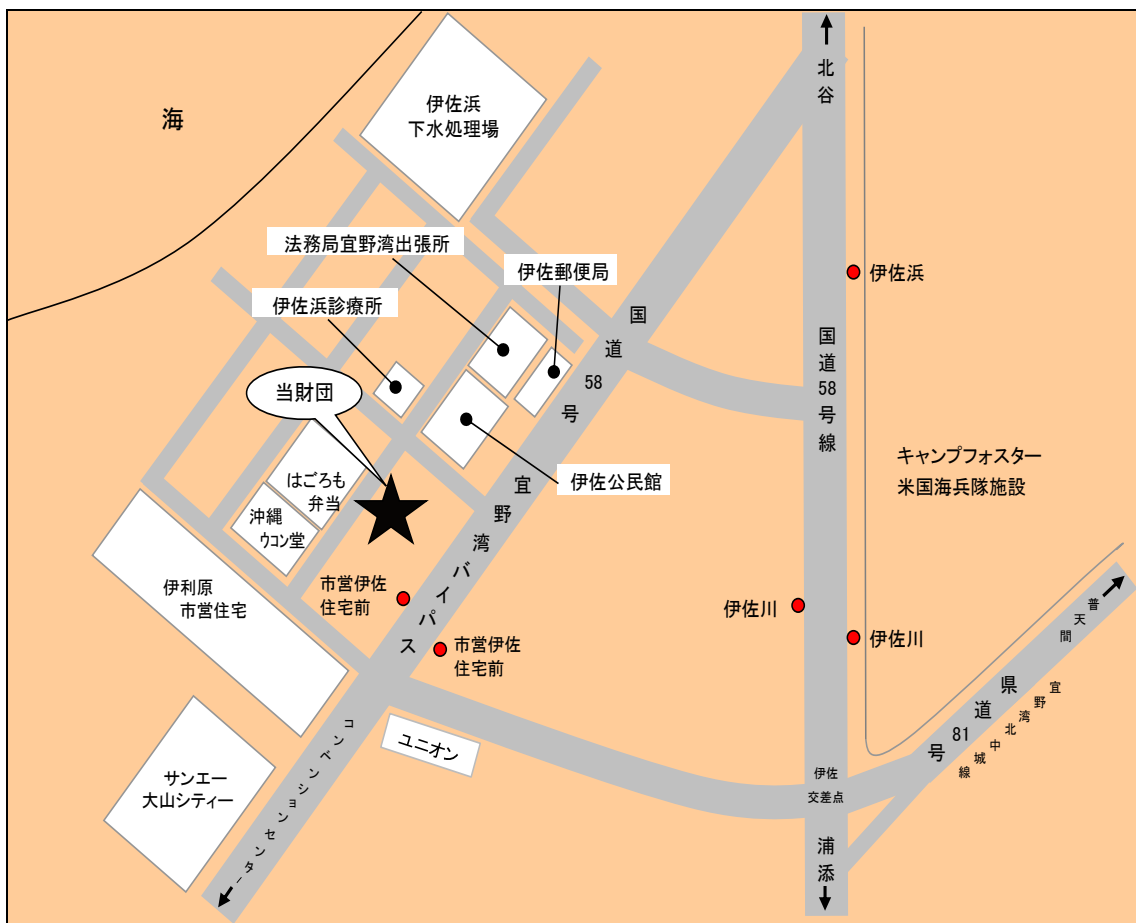 海
伊佐浜
下水処理場
北谷
法務局宜野湾出張所
伊佐郵便局
伊佐浜診療所
伊佐浜
国道58号
宜野湾バイパス
国道58号線
当財団
はごろも
弁当
沖縄
ウコン堂
伊佐公民館
キャンプフォスター
米国海兵隊施設
伊利原
市営住宅
市営伊佐
住宅前
市営伊佐
住宅前
伊佐川
伊佐川
普天間
県道81号
宜野湾北中城線
ユニオン
コンベンションセンター
サンエー
大山シティー
伊佐
交差点
浦添